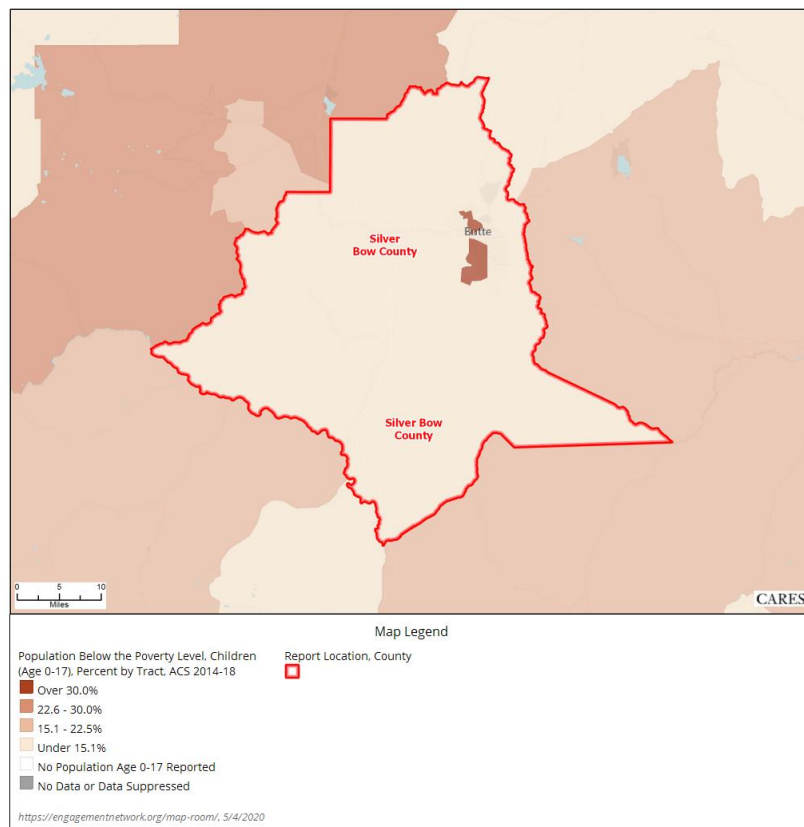 Butte
Silver
Bow County
Silver Bow
County
0 5 10
Miles
CARES
Map Legend
Population Below the Poverty Level, Children
(Age 0-17), Percent by Tract, ACS 2014-18
Over 30.0%
22.6 - 30.0%
15.1 - 22.5%
Under 15.1%
No Population Age 0-17 Reported
No Data or Data Suppressed
Report Location, County
https://engagementnetwork.org/map-room/, 5/4/2020